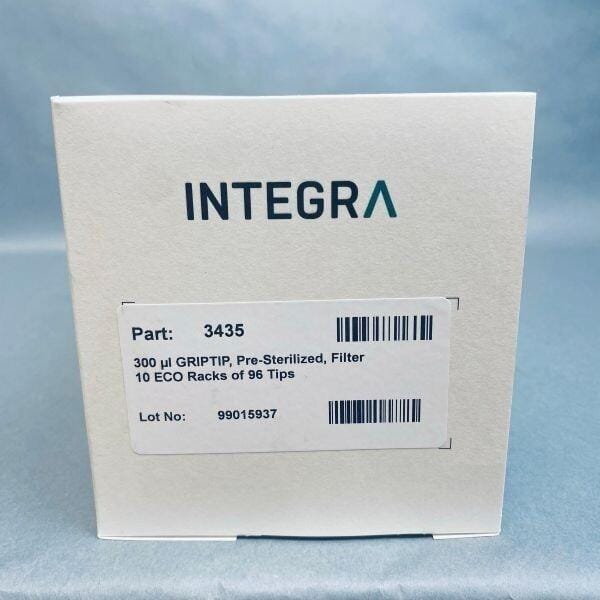 INTEGRA
Part: 3435
300 µl GRIPTIP, Pre-Sterilized, Filter
10 ECO Racks of 96 Tips
Lot No: 99015937